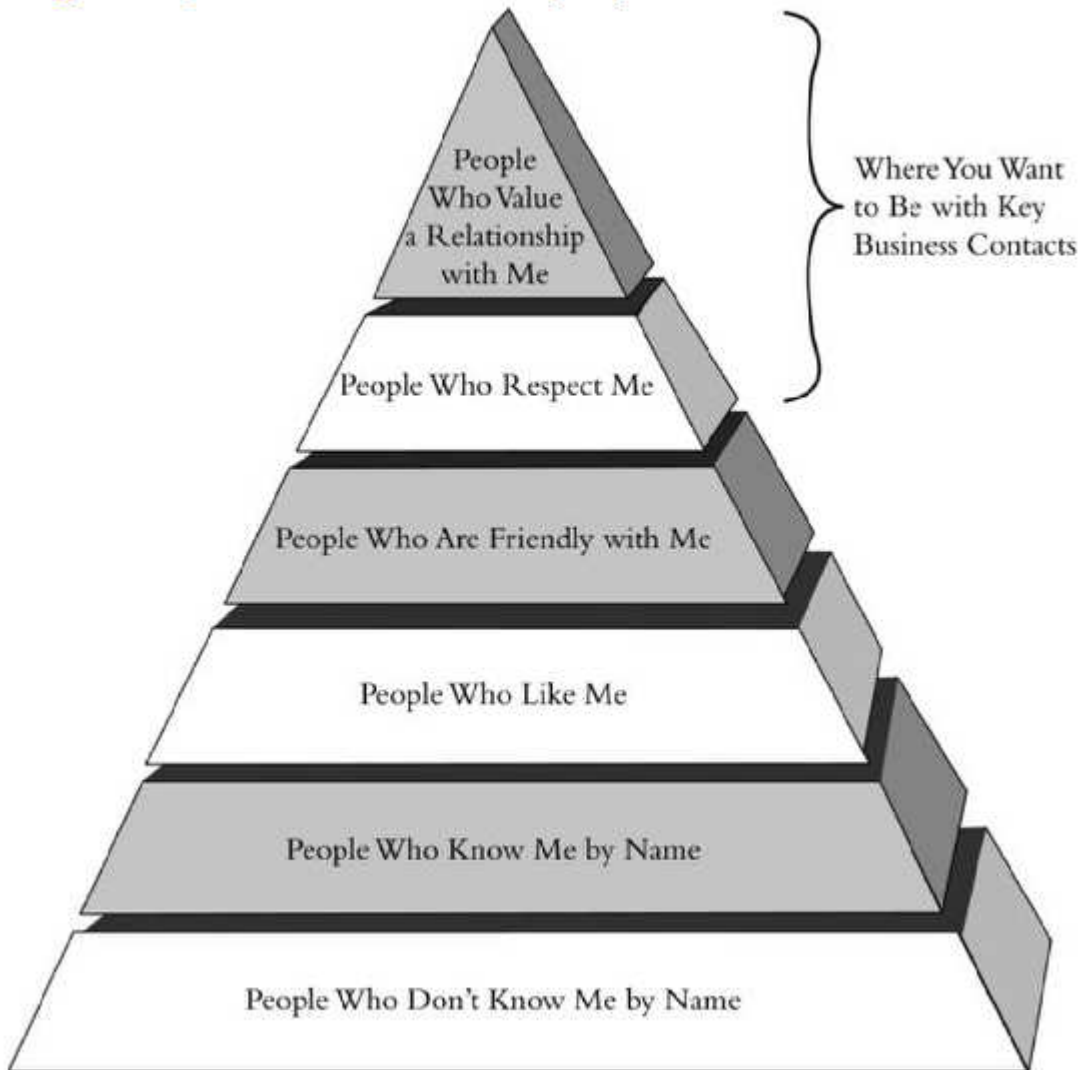 People
Who Value
a Relationship
with Me
Where You Want
to Be with Key
Business Contacts
People Who Respect Me
People Who Are Friendly with Me
People Who Like Me
People Who Know Me by Name
People Who Don't Know Me by Name